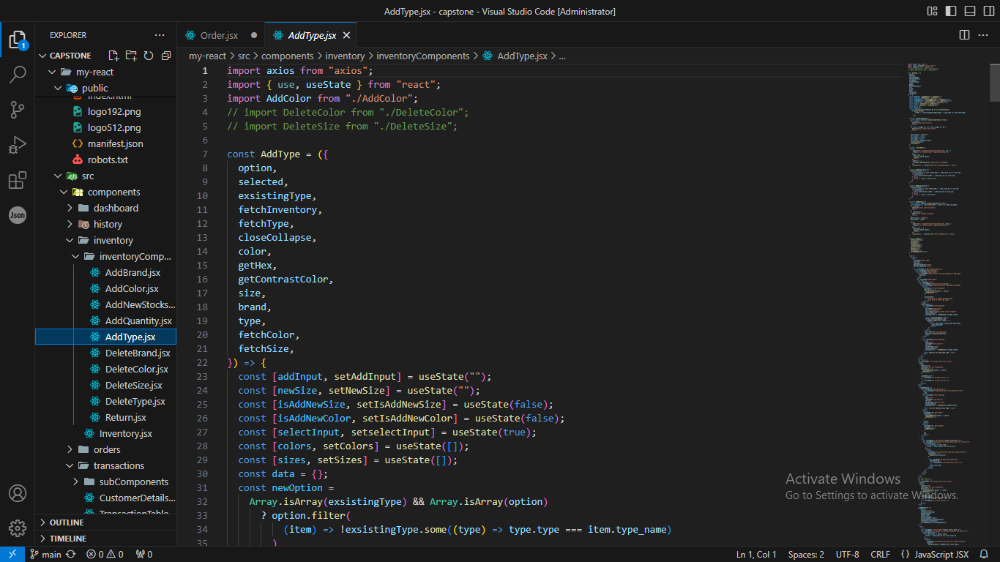 AddType.jsx - capstone - Visual Studio Code [Administrator]
EXPLORER
Order.jsx
AddType.jsx
my-react > src > components > inventory > inventoryComponents > AddType.jsx > ...
CAPSTONE
my-react
public
index.html
logo192.png
logo512.png
manifest.json
robots.txt
src
components
dashboard
history
inventory
inventoryComp...
AddBrand.jsx
AddColor.jsx
AddNewStocks...
AddQuantity.jsx
AddType.jsx
DeleteBrand.jsx
DeleteColor.jsx
DeleteSize.jsx
DeleteType.jsx
Return.jsx
Inventory.jsx
orders
transactions
subComponents
CustomerDetails...
TransactionTable
OUTLINE
TIMELINE
1
Json
1 import axios from "axios";
2 import { use, useState } from "react";
3 import AddColor from "./AddColor";
4 // import DeleteColor from "./DeleteColor";
5 // import DeleteSize from "./DeleteSize";
6
7 const AddType = ({
8 option,
9 selected,
10 exsistingType,
11 fetchInventory,
12 fetchType,
13 closeCollapse,
14 color,
15 getHex,
16 getContrastColor,
17 size,
18 brand,
19 type,
20 fetchColor,
21 fetchSize,
22 }) => {
23 const [addInput, setAddInput] = useState("");
24 const [newSize, setNewSize] = useState("");
25 const [isAddNewSize, setIsAddNewSize] = useState(false);
26 const [isAddNewColor, setIsAddNewColor] = useState(false);
27 const [selectInput, setselectInput] = useState(true);
28 const [colors, setColors] = useState([]);
29 const [sizes, setSizes] = useState([]);
30 const data = {};
31 const newOption =
32 Array.isArray(exsistingType) && Array.isArray(option)
33 ? option.filter(
34 (item) => !exsistingType.some((type) => type.type === item.type_name)
35 )
Activate Windows
Go to Settings to activate Windows.
main
0 0
0
Ln 1, Col 1
Spaces: 2
UTF-8
CRLF
{} JavaScript JSX